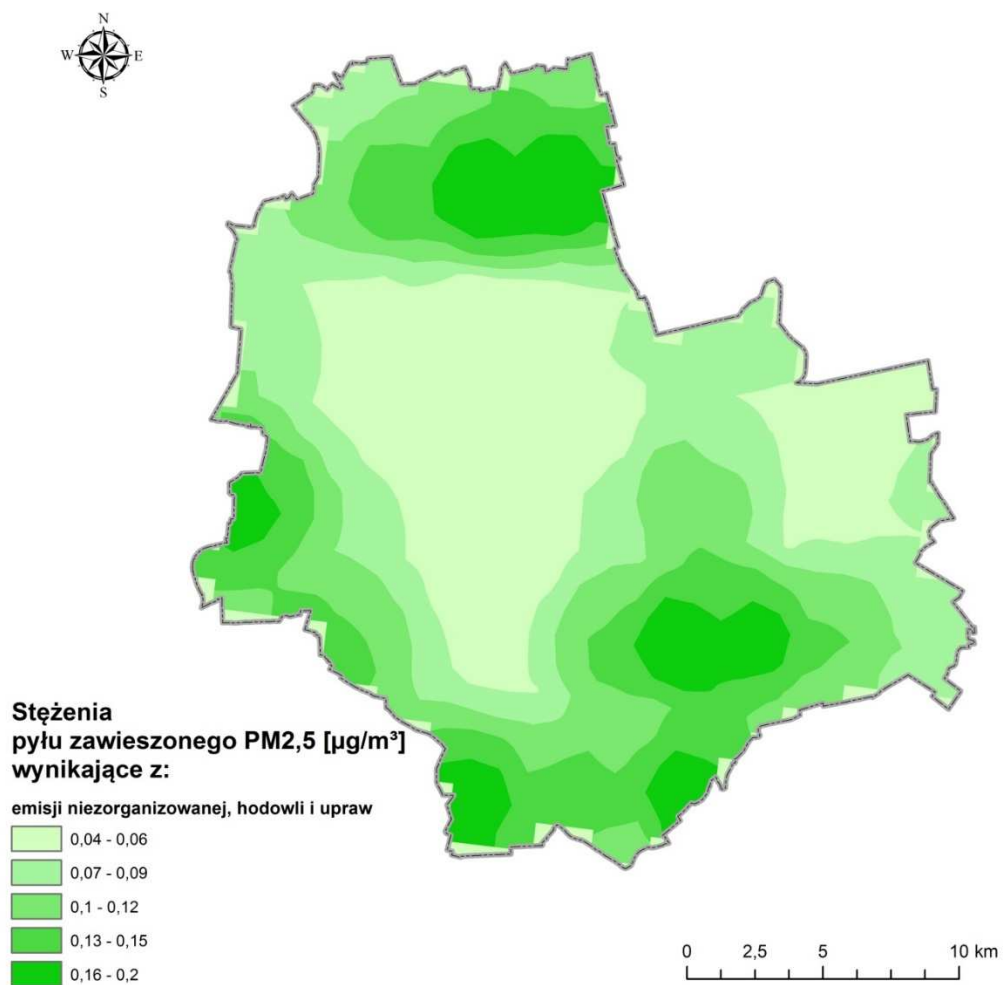 N
W E
S
Stężenia
pyłu zawieszonego PM2,5 [µg/m³]
wynikające z:
emisji niezorganizowanej, hodowli i upraw
0,04 - 0,06
0,07 - 0,09
0,1 - 0,12
0,13 - 0,15
0,16 - 0,2
0 2,5 5 10 km